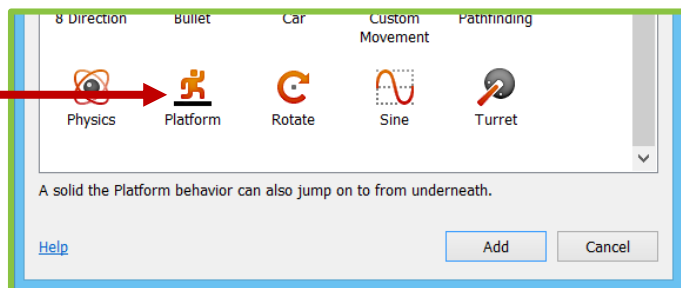 8 Direction Bullet Car Custom Movement Pathfinding
Physics Platform Rotate Sine Turret
A solid the Platform behavior can also jump on to from underneath.
Help Add Cancel